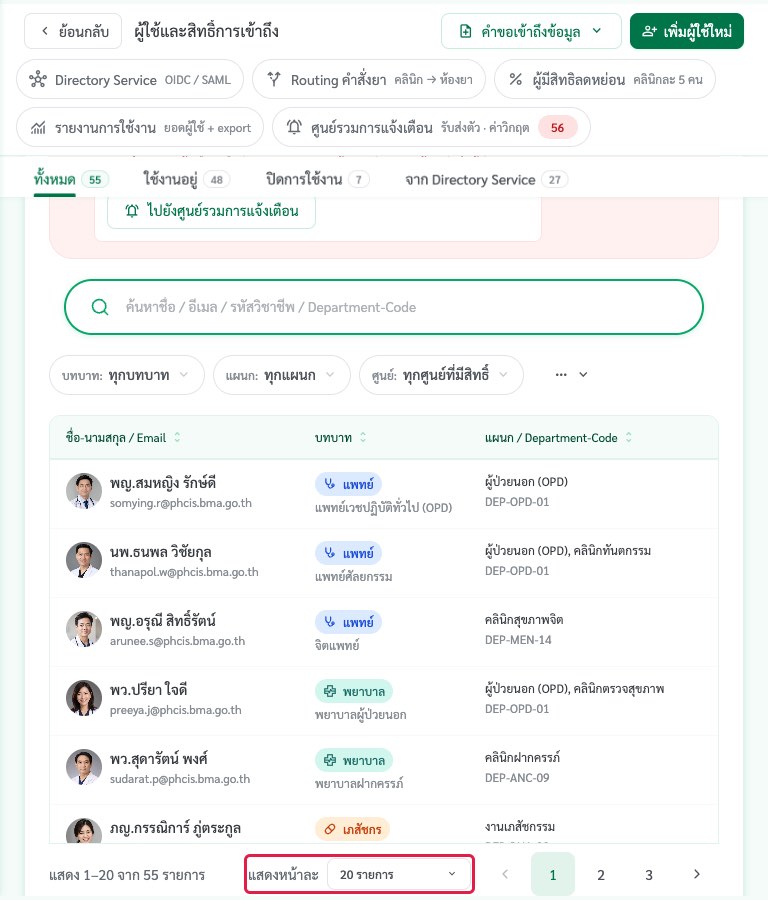 ย้อนกลับ ผู้ใช้และสิทธิ์การเข้าถึง คำขอเข้าถึงข้อมูล เพิ่มผู้ใช้ใหม่
Directory Service OIDC / SAML Routing คำสั่งยา คลินิก → ห้องยา % ผู้มีสิทธิลดหย่อน คลินิกละ 5 คน
รายงานการใช้งาน ยอดผู้ใช้ + export ศูนย์รวมการแจ้งเตือน รับส่งตัว · ค่าวิกฤต 56
ทั้งหมด 55 ใช้งานอยู่ 48 ปิดการใช้งาน 7 จาก Directory Service 27
ไปยังศูนย์รวมการแจ้งเตือน
ค้นหาชื่อ / อีเมล / รหัสวิชาชีพ / Department-Code
บทบาท: ทุกบทบาท แผนก: ทุกแผนก ศูนย์: ทุกศูนย์ที่มีสิทธิ์ ...
ชื่อ-นามสกุล / Email บทบาท แผนก / Department-Code
พญ.สมหญิง รักษ์ดี แพทย์ ผู้ป่วยนอก (OPD)
somying.r@phcis.bma.go.th แพทย์เวชปฏิบัติทั่วไป (OPD) DEP-OPD-01
นพ.ธนพล วิชัยกุล แพทย์ ผู้ป่วยนอก (OPD), คลินิกทันตกรรม
thanapol.w@phcis.bma.go.th แพทย์ศัลยกรรม DEP-OPD-01
พญ.อรุณี สิทธิ์รัตน์ แพทย์ คลินิกสุขภาพจิต
arunee.s@phcis.bma.go.th จิตแพทย์ DEP-MEN-14
พว.ปรียา ใจดี พยาบาล ผู้ป่วยนอก (OPD), คลินิกตรวจสุขภาพ
preeya.j@phcis.bma.go.th พยาบาลผู้ป่วยนอก DEP-OPD-01
พว.สุดารัตน์ พงศ์ พยาบาล คลินิกฝากครรภ์
sudarat.p@phcis.bma.go.th พยาบาลฝากครรภ์ DEP-ANC-09
ภญ.กรรณิการ์ ภู่ตระกูล เภสัชกร งานเภสัชกรรม
แสดง 1–20 จาก 55 รายการ แสดงหน้าละ 20 รายการ 1 2 3